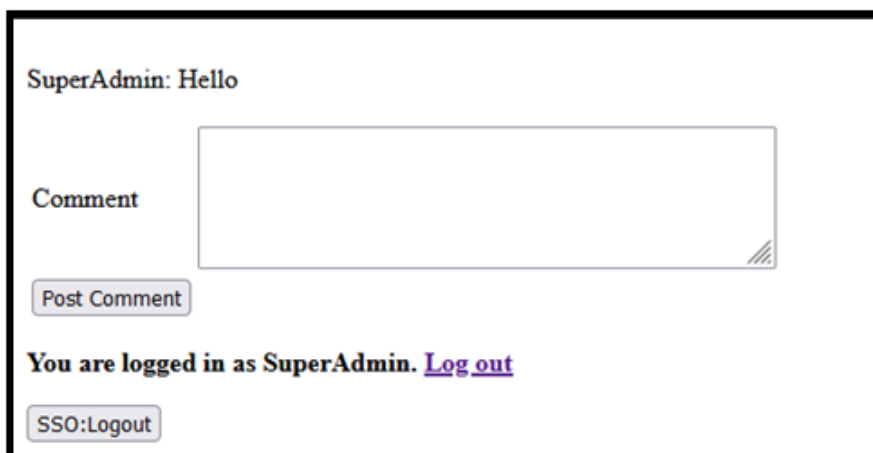 SuperAdmin: Hello
Comment
Post Comment
You are logged in as SuperAdmin. Log out
SSO:Logout